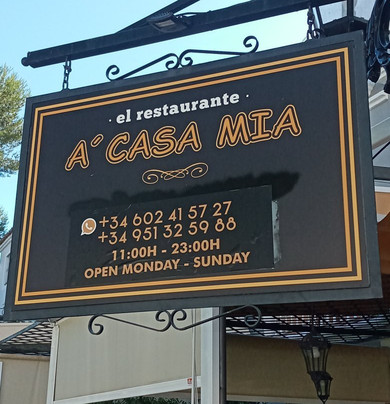 · el restaurante ·
A´CASA MIA
+34 602 41 57 27
+34 951 32 59 88
11:00H - 23:00H
OPEN MONDAY - SUNDAY